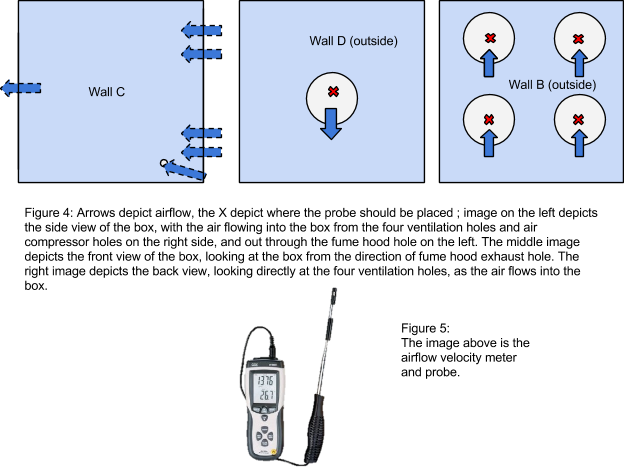 Wall C
Wall D (outside)
Wall B (outside)
Figure 4: Arrows depict airflow, the X depict where the probe should be placed ; image on the left depicts
the side view of the box, with the air flowing into the box from the four ventilation holes and air
compressor holes on the right side, and out through the fume hood hole on the left. The middle image
depicts the front view of the box, looking at the box from the direction of fume hood exhaust hole. The
right image depicts the back view, looking directly at the four ventilation holes, as the air flows into the
box.
Figure 5:
The image above is the
airflow velocity meter
and probe.
1376
26.7